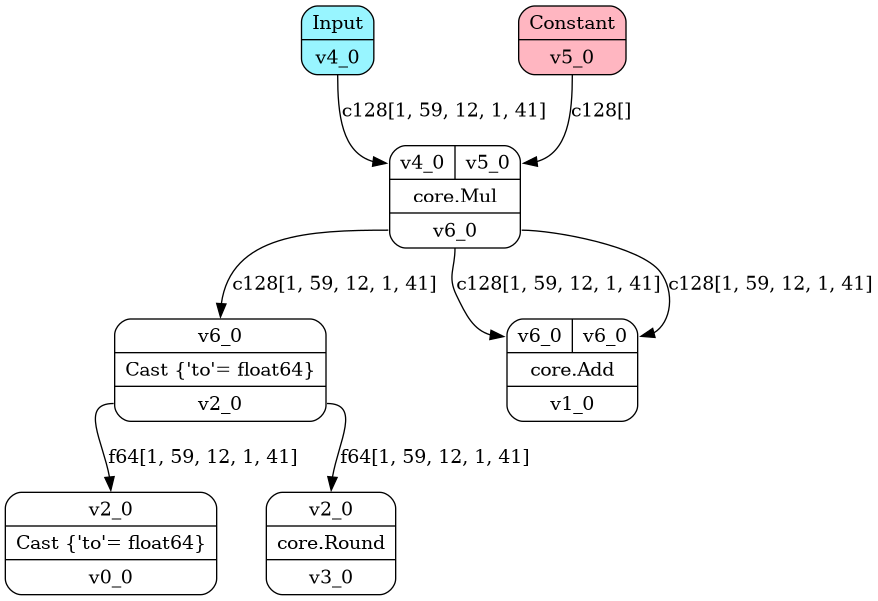 Input
v4_0
Constant
v5_0
c128[1, 59, 12, 1, 41]
c128[]
v4_0 v5_0
core.Mul
v6_0
c128[1, 59, 12, 1, 41]
c128[1, 59, 12, 1, 41]
c128[1, 59, 12, 1, 41]
v6_0
Cast {'to'= float64}
v2_0
v6_0 v6_0
core.Add
v1_0
f64[1, 59, 12, 1, 41]
f64[1, 59, 12, 1, 41]
v2_0
Cast {'to'= float64}
v0_0
v2_0
core.Round
v3_0